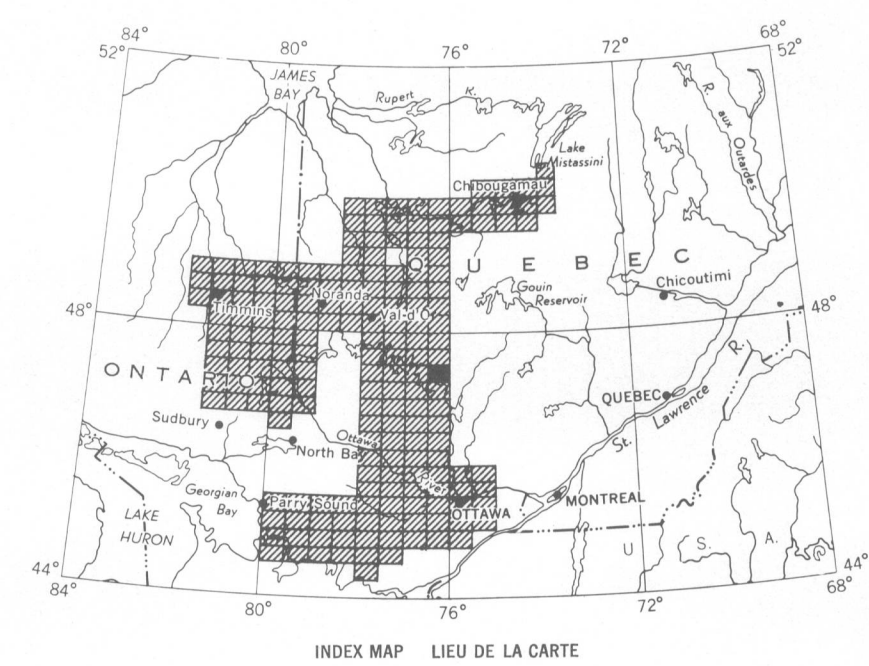 84° 80° 76° 72° 68°
52° 52°
JAMES
BAY
Rupert R.
R. aux Outardes
Lake
Mistassini
Chibougamau
QUEBEC
Chicoutimi
Gouin
Reservoir
Noranda
Timmins
Val-d'O
48° 48°
ONTARIO
QUEBEC
St. Lawrence R.
Sudbury
North Ba
Ottawa River
Georgian
Bay
Parry Sound
OTTAWA
MONTREAL
LAKE
HURON
U. S. A.
44° 44°
84° 80° 76° 72° 68°
INDEX MAP LIEU DE LA CARTE